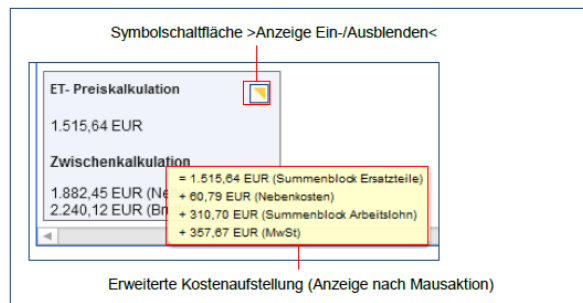 Symbolschaltfläche >Anzeige Ein-/Ausblenden<
ET- Preiskalkulation
1.515,64 EUR
Zwischenkalkulation
1.882,45 EUR (Ne
2.240,12 EUR (Br
= 1.515,64 EUR (Summenblock Ersatzteile)
+ 60,79 EUR (Nebenkosten)
+ 310,70 EUR (Summenblock Arbeitslohn)
+ 357,67 EUR (MwSt)
Erweiterte Kostenaufstellung (Anzeige nach Mausaktion)